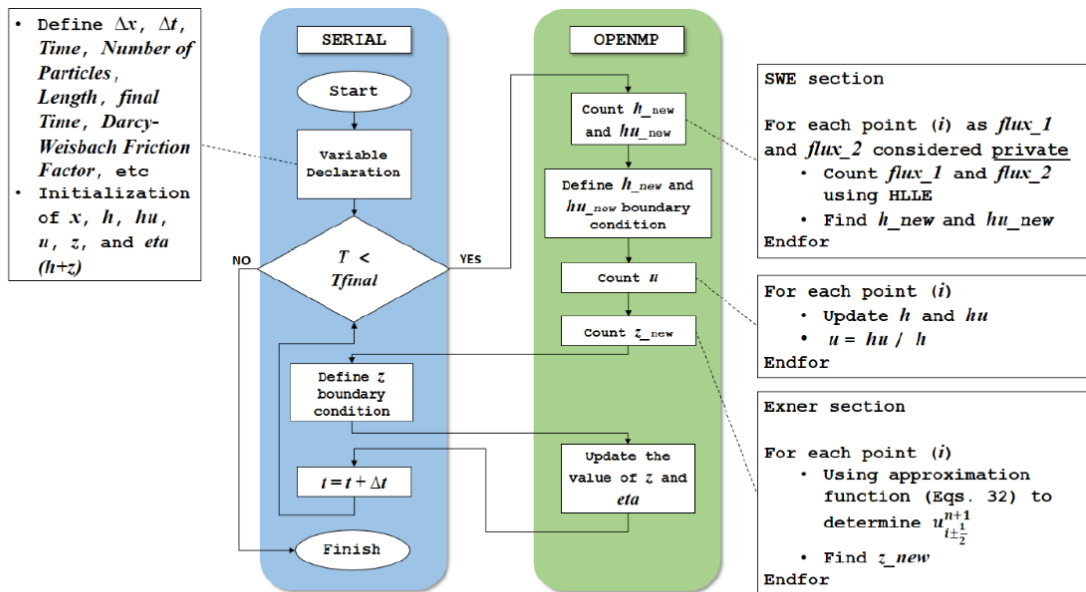 • Define Δx, Δt,
Time, Number of
Particles,
Length, final
Time, Darcy-
Weisbach Friction
Factor, etc
• Initialization
of x, h, hu,
u, z, and eta
(h+z)
SERIAL
Start
Variable
Declaration
NO
T <
Tfinal
YES
Define z
boundary
condition
t = t + Δt
Finish
OPENMP
Count h_new
and hu_new
Define h_new and
hu_new boundary
condition
Count u
Count z_new
Update the
value of z and
eta
SWE section
For each point (i) as flux_1
and flux_2 considered private
• Count flux_1 and flux_2
using HLLE
• Find h_new and hu_new
Endfor
For each point (i)
• Update h and hu
• u = hu / h
Endfor
Exner section
For each point (i)
• Using approximation
function (Eqs. 32) to
determine u_{i±1/2}^{n+1}
• Find z_new
Endfor